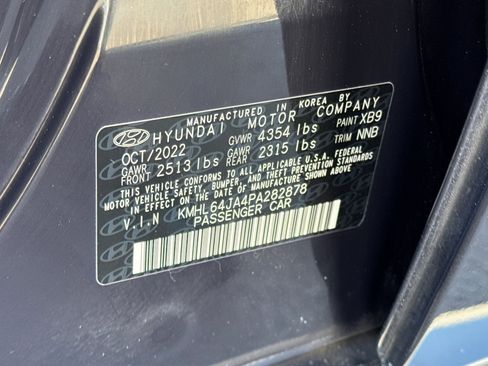 MANUFACTURED IN KOREA BY
HYUNDAI MOTOR COMPANY
OCT/2022 GVWR 4354 lbs PAINT XB9
GAWR FRONT 2513 lbs GAWR REAR 2315 lbs TRIM NNB
THIS VEHICLE CONFORMS TO ALL APPLICABLE U.S.A. FEDERAL
MOTOR VEHICLE SAFETY, BUMPER, AND THEFT PREVENTION STANDARDS
IN EFFECT ON THE DATE OF MANUFACTURE SHOWN ABOVE.
V.I.N KMHL64JA4PA282878
PASSENGER CAR